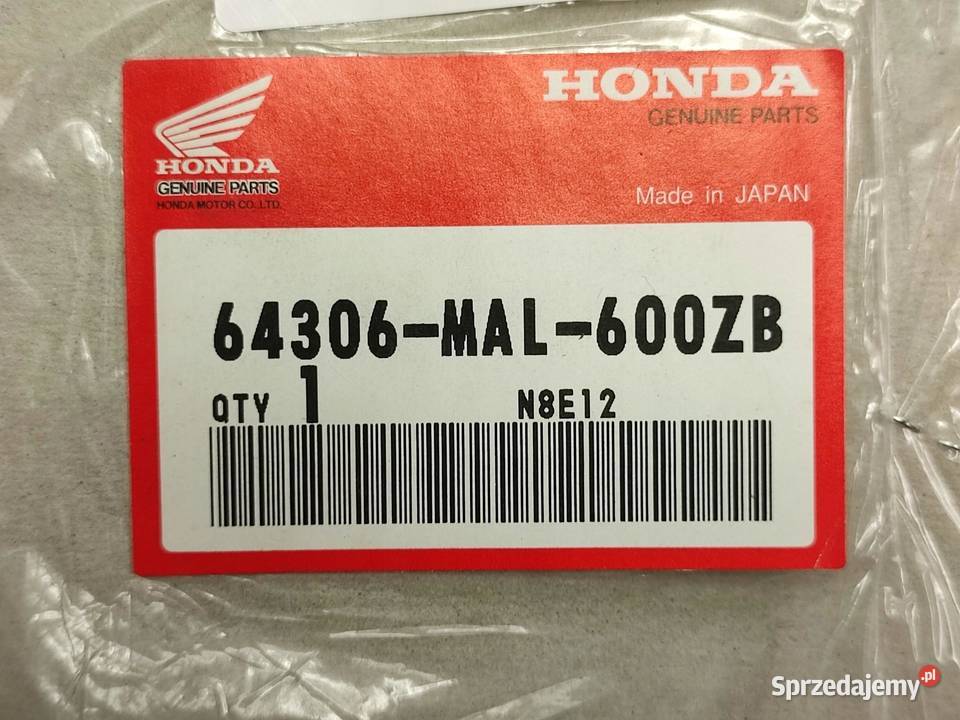 HONDA
GENUINE PARTS
HONDA
GENUINE PARTS
HONDA MOTOR CO., LTD.
Made in JAPAN
64306-MAL-600ZB
QTY 1 N8E12
Sprzedajemy.pl